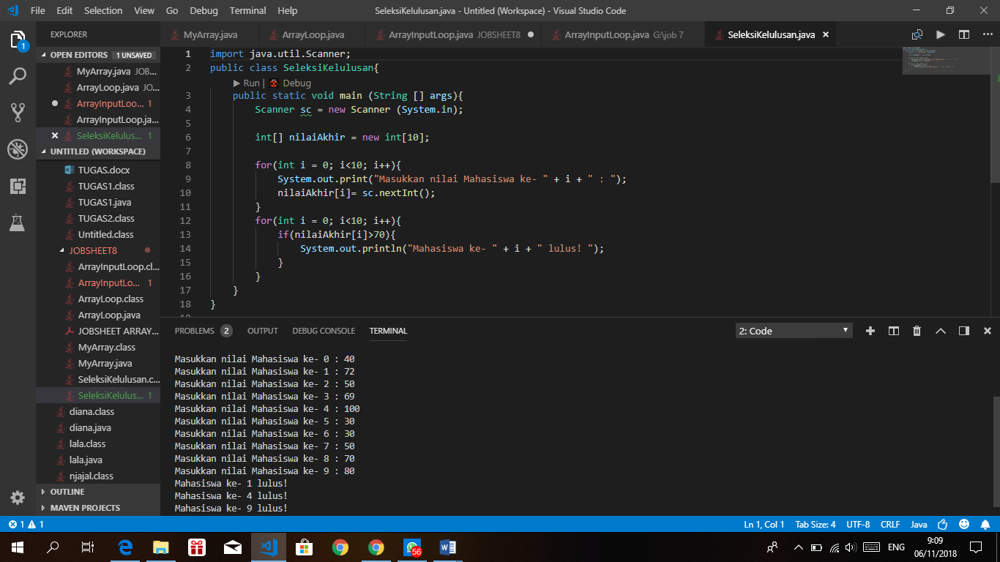 File Edit Selection View Go Debug Terminal Help
SeleksiKelulusan.java - Untitled (Workspace) - Visual Studio Code
EXPLORER
OPEN EDITORS 1 UNSAVED
MyArray.java JOB...
ArrayLoop.java JO...
ArrayInputLoo... 1
ArrayInputLoop.ja...
SeleksiKelulus... 1
UNTITLED (WORKSPACE)
TUGAS.docx
TUGAS1.class
TUGAS1.java
TUGAS2.class
Untitled.class
JOBSHEET8
ArrayInputLoop.cl...
ArrayInputLo... 1
ArrayLoop.class
ArrayLoop.java
JOBSHEET ARRAY...
MyArray.class
MyArray.java
SeleksiKelulusan.c...
SeleksiKelulus... 1
diana.class
diana.java
lala.class
lala.java
njajal.class
OUTLINE
MAVEN PROJECTS
1
MyArray.java ArrayLoop.java ArrayInputLoop.java JOBSHEET8 ArrayInputLoop.java G:\job 7 SeleksiKelulusan.java
1 import java.util.Scanner;
2 public class SeleksiKelulusan{
Run | Debug
3 public static void main (String [] args){
4 Scanner sc = new Scanner (System.in);
5
6 int[] nilaiAkhir = new int[10];
7
8 for(int i = 0; i<10; i++){
9 System.out.print("Masukkan nilai Mahasiswa ke- " + i + " : ");
10 nilaiAkhir[i]= sc.nextInt();
11 }
12 for(int i = 0; i<10; i++){
13 if(nilaiAkhir[i]>70){
14 System.out.println("Mahasiswa ke- " + i + " lulus! ");
15 }
16 }
17 }
18 }
PROBLEMS 2 OUTPUT DEBUG CONSOLE TERMINAL 2: Code
Masukkan nilai Mahasiswa ke- 0 : 40
Masukkan nilai Mahasiswa ke- 1 : 72
Masukkan nilai Mahasiswa ke- 2 : 50
Masukkan nilai Mahasiswa ke- 3 : 69
Masukkan nilai Mahasiswa ke- 4 : 100
Masukkan nilai Mahasiswa ke- 5 : 30
Masukkan nilai Mahasiswa ke- 6 : 30
Masukkan nilai Mahasiswa ke- 7 : 50
Masukkan nilai Mahasiswa ke- 8 : 70
Masukkan nilai Mahasiswa ke- 9 : 80
Mahasiswa ke- 1 lulus!
Mahasiswa ke- 4 lulus!
Mahasiswa ke- 9 lulus!
1 1 Ln 1, Col 1 Tab Size: 4 UTF-8 CRLF Java
56 ENG 9:09
06/11/2018